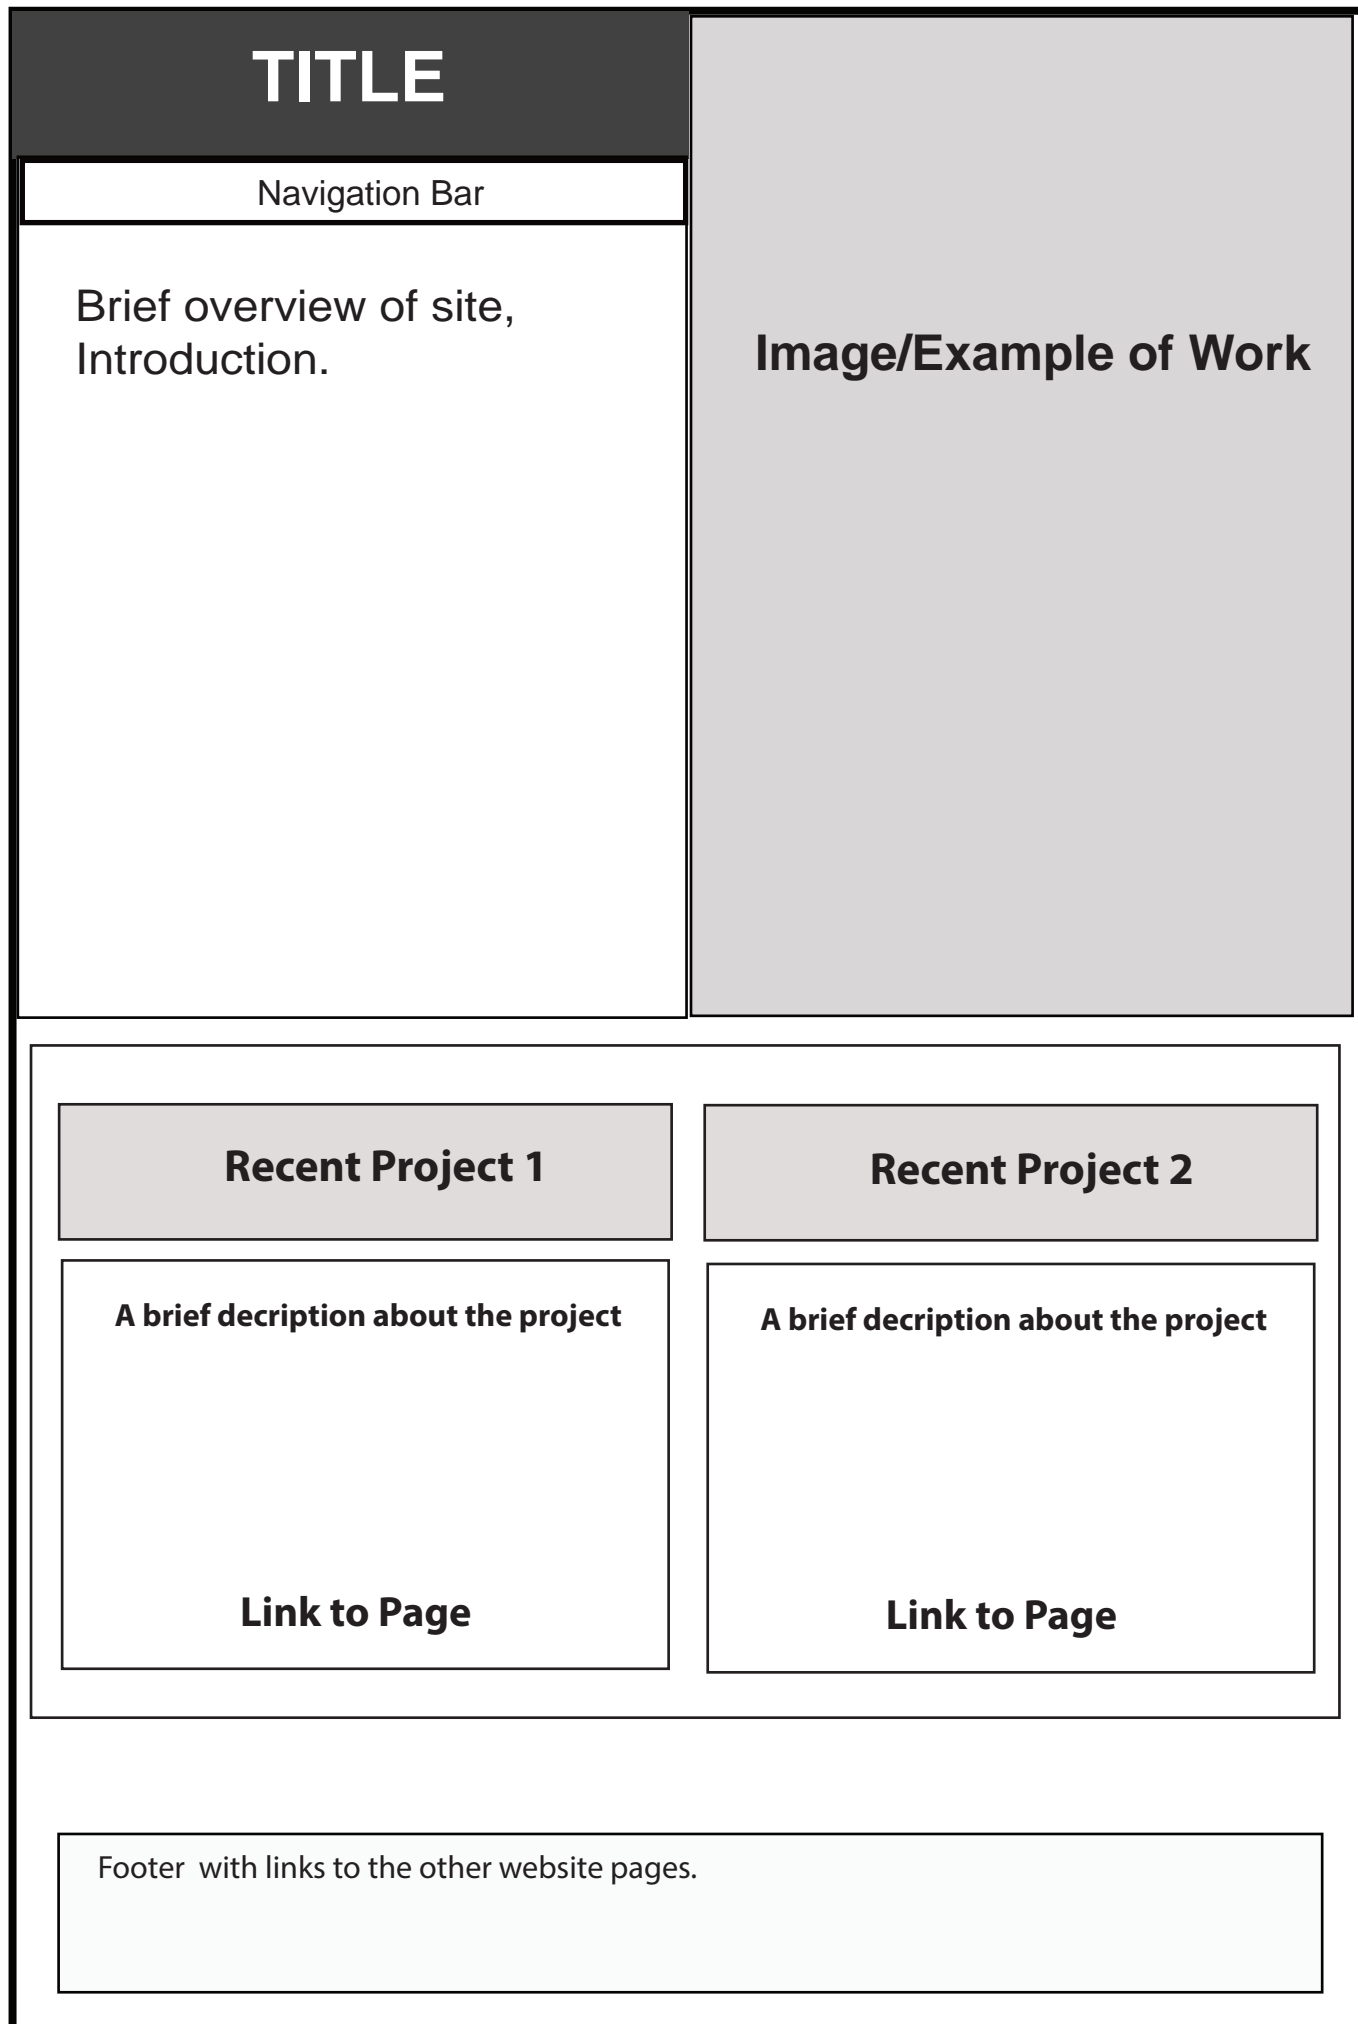 TITLE
Navigation Bar
Brief overview of site,
Introduction.
Image/Example of Work
Recent Project 1
A brief decription about the project
Link to Page
Recent Project 2
A brief decription about the project
Link to Page
Footer  with links to the other website pages.